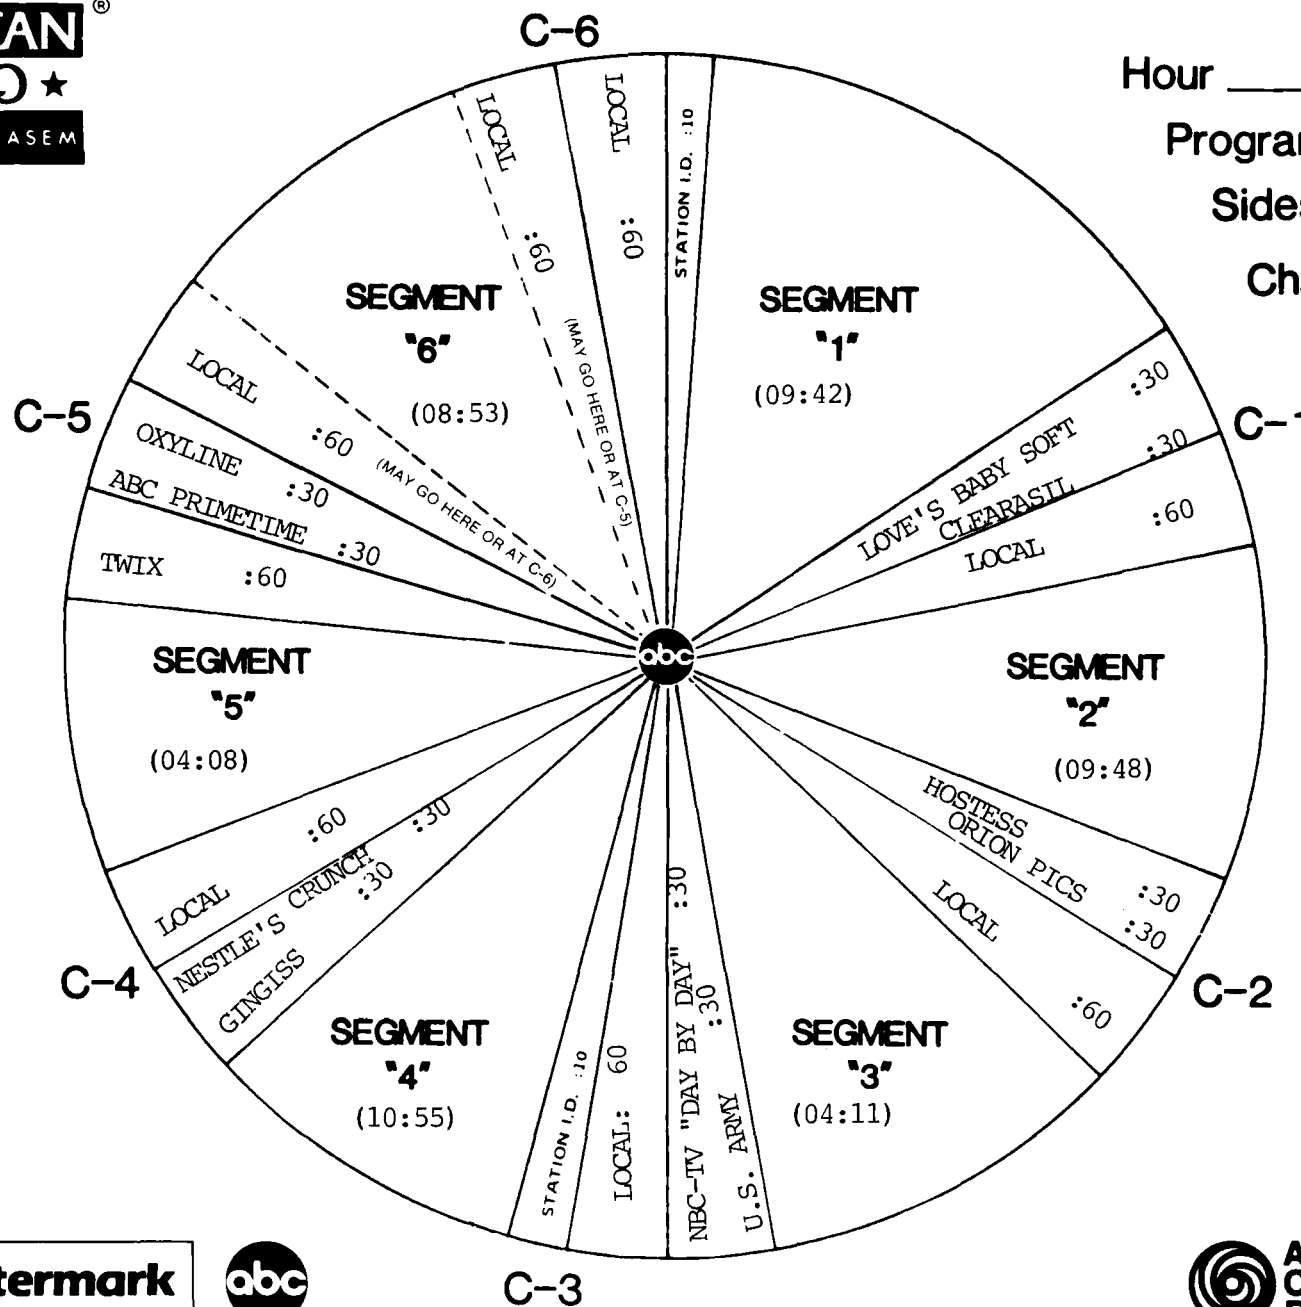 ®
ASEM
C-6
Hour
LOCAL
:60
LOCAL
:60
(MAY GO HERE OR AT C-5)
STATION I.D. :10
SEGMENT
"1"
(09:42)
LOVE'S BABY SOFT :30
CLEARASIL :30
LOCAL :60
SEGMENT
"2"
(09:48)
HOSTESS :30
ORION PICS :30
C-2
LOCAL :60
SEGMENT
"3"
(04:11)
U.S. ARMY :30
NBC-TV "DAY BY DAY" :30
C-3
LOCAL: 60
STATION I.D. :10
SEGMENT
"4"
(10:55)
GINGISS :30
NESTLE'S CRUNCH :30
C-4
LOCAL :60
SEGMENT
"5"
(04:08)
TWIX :60
ABC PRIMETIME :30
C-5
OXYLINE :30
LOCAL :60
(MAY GO HERE OR AT C-6)
SEGMENT
"6"
(08:53)
abc
termark
abc